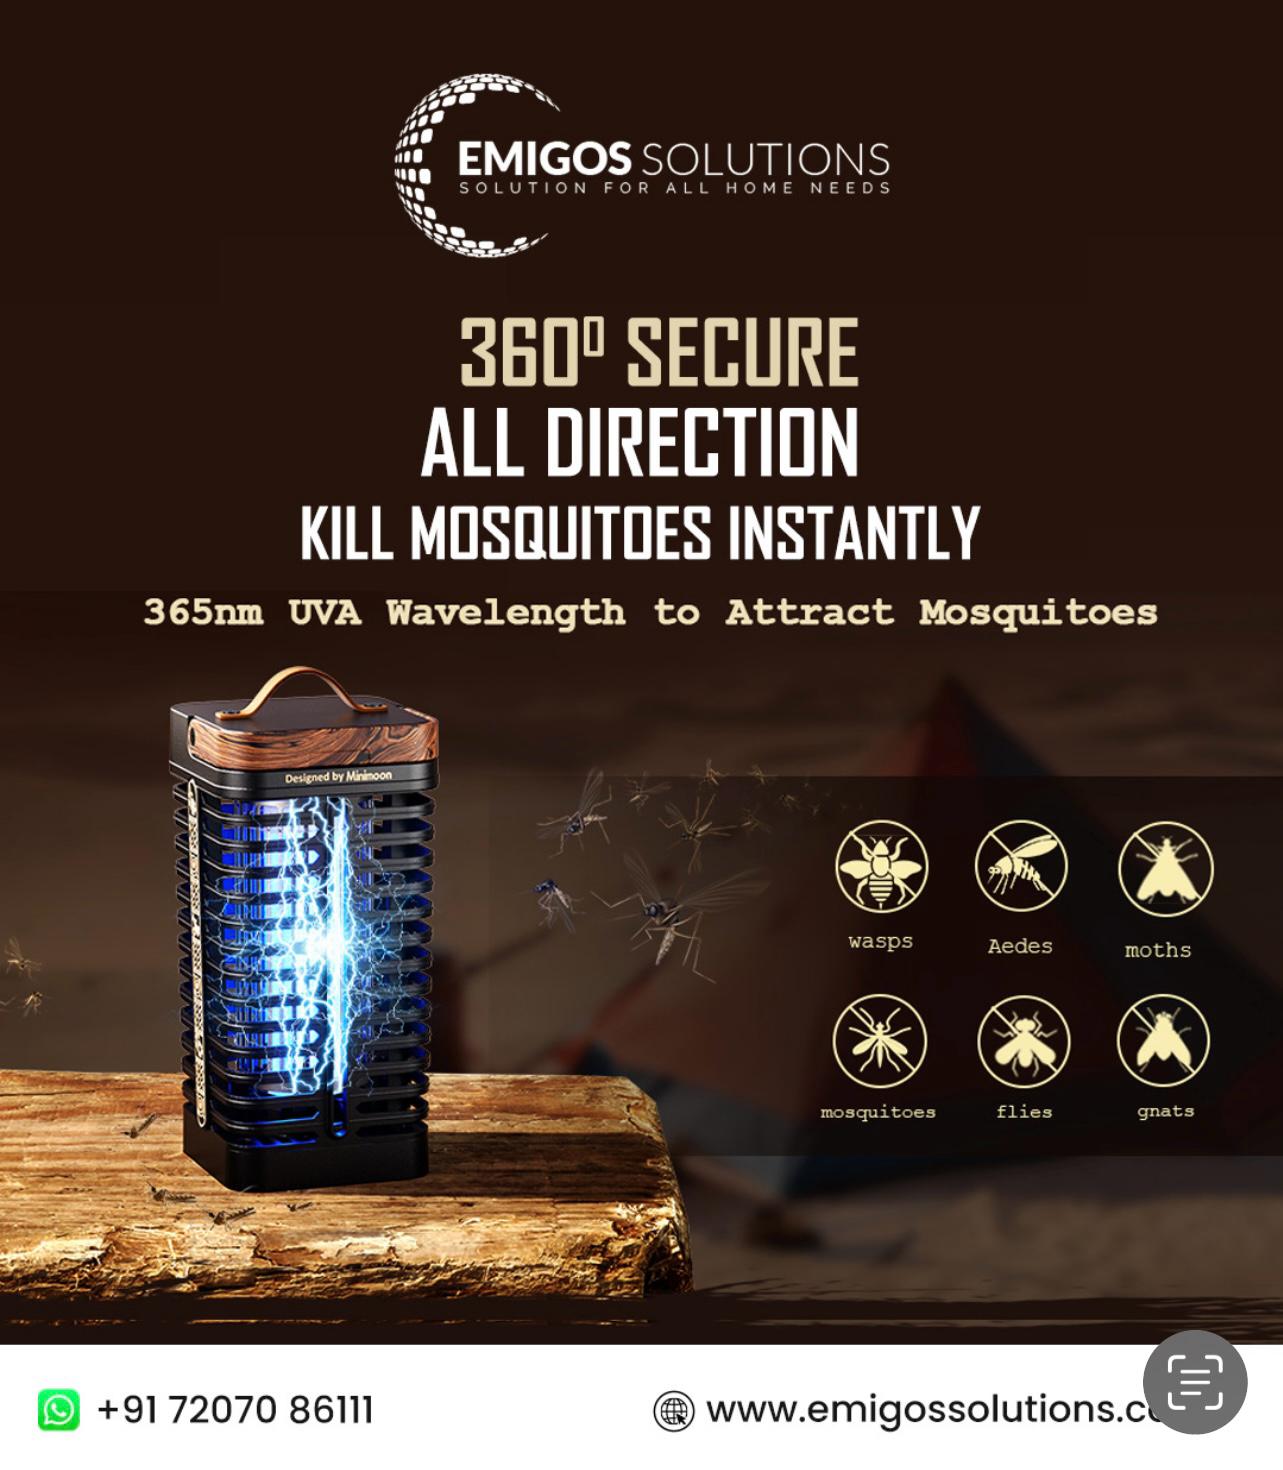 EMIGOS SOLUTIONS
SOLUTION FOR ALL HOME NEEDS
360⁰ SECURE
ALL DIRECTION
KILL MOSQUITOES INSTANTLY
365nm UVA Wavelength to Attract Mosquitoes
Designed by Minimoon
wasps
Aedes
moths
mosquitoes
flies
gnats
+91 72070 86111
www.emigossolutions.c